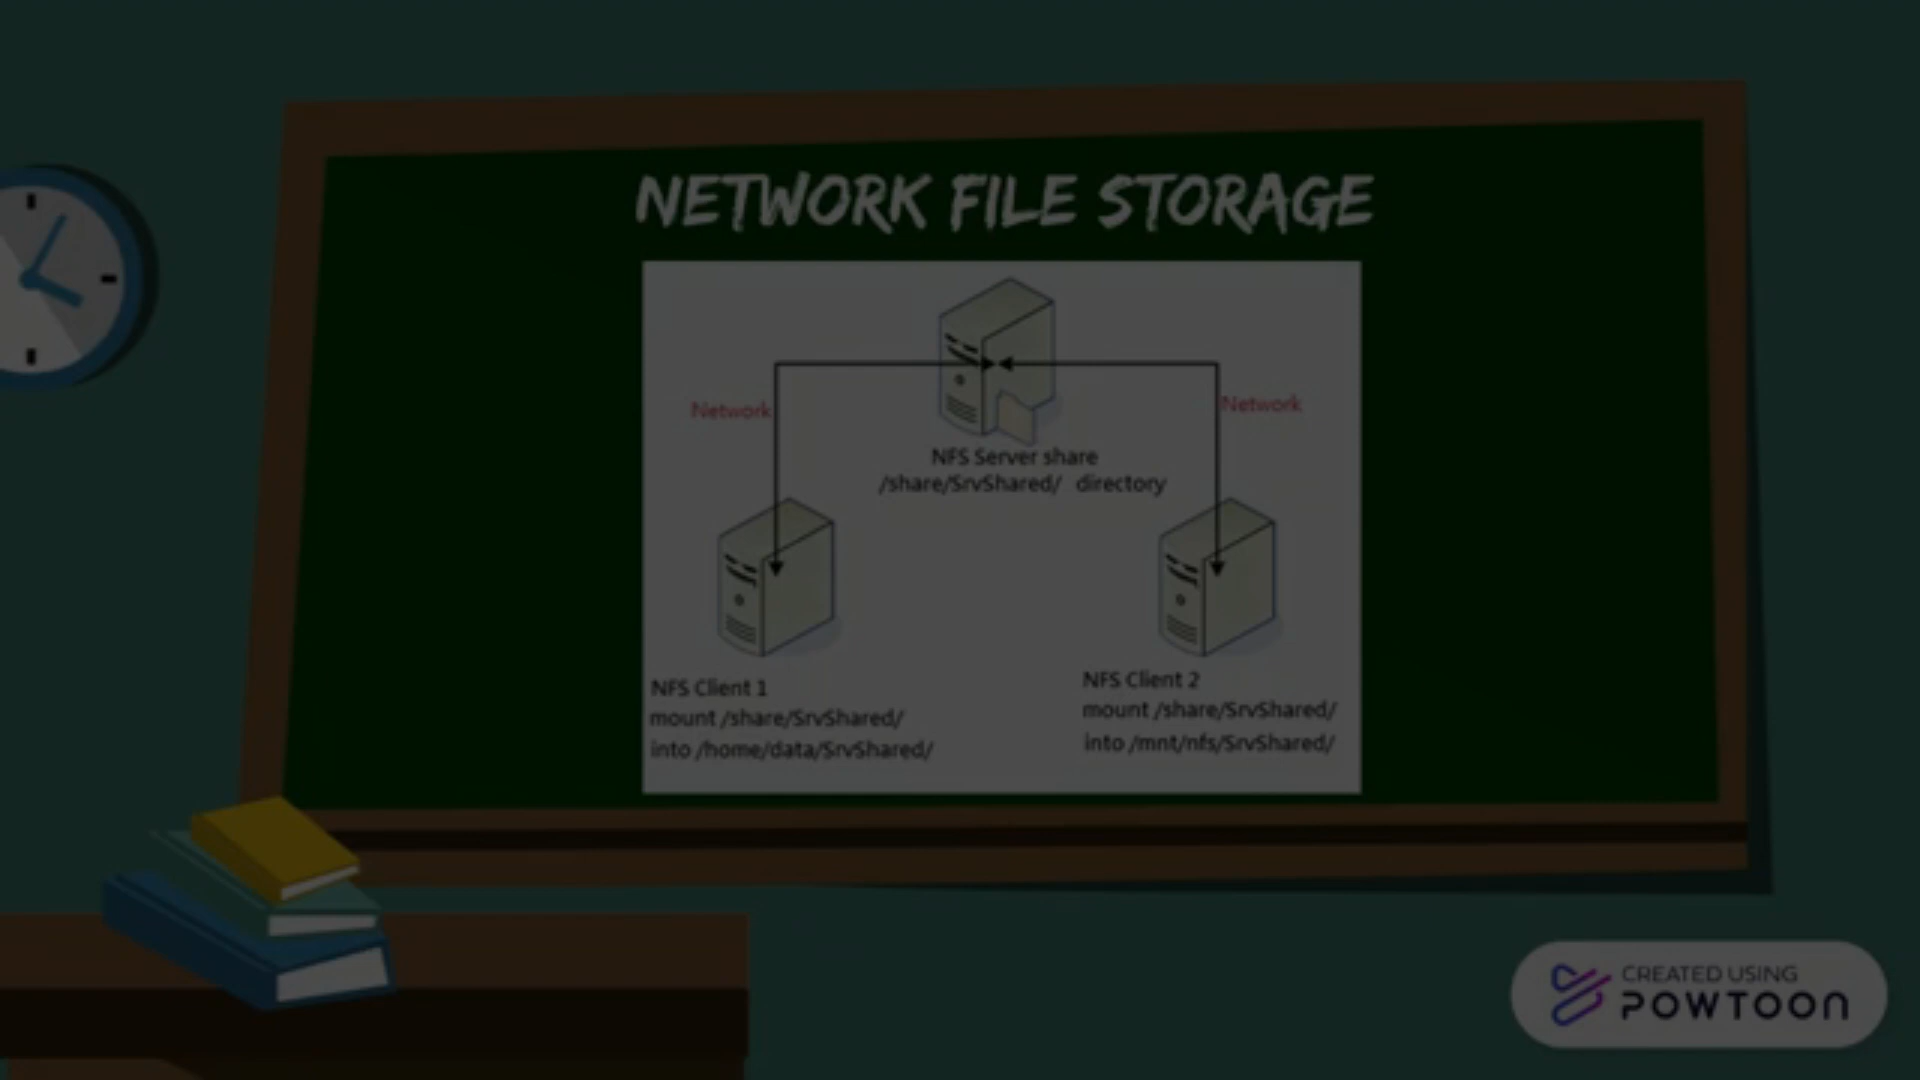 NETWORK FILE STORAGE
Network
Network
NFS Server share
/share/SrvShared/ directory
NFS Client 1
mount /share/SrvShared/
into /home/data/SrvShared/
NFS Client 2
mount /share/SrvShared/
into /mnt/nfs/SrvShared/
CREATED USING
POWTOON